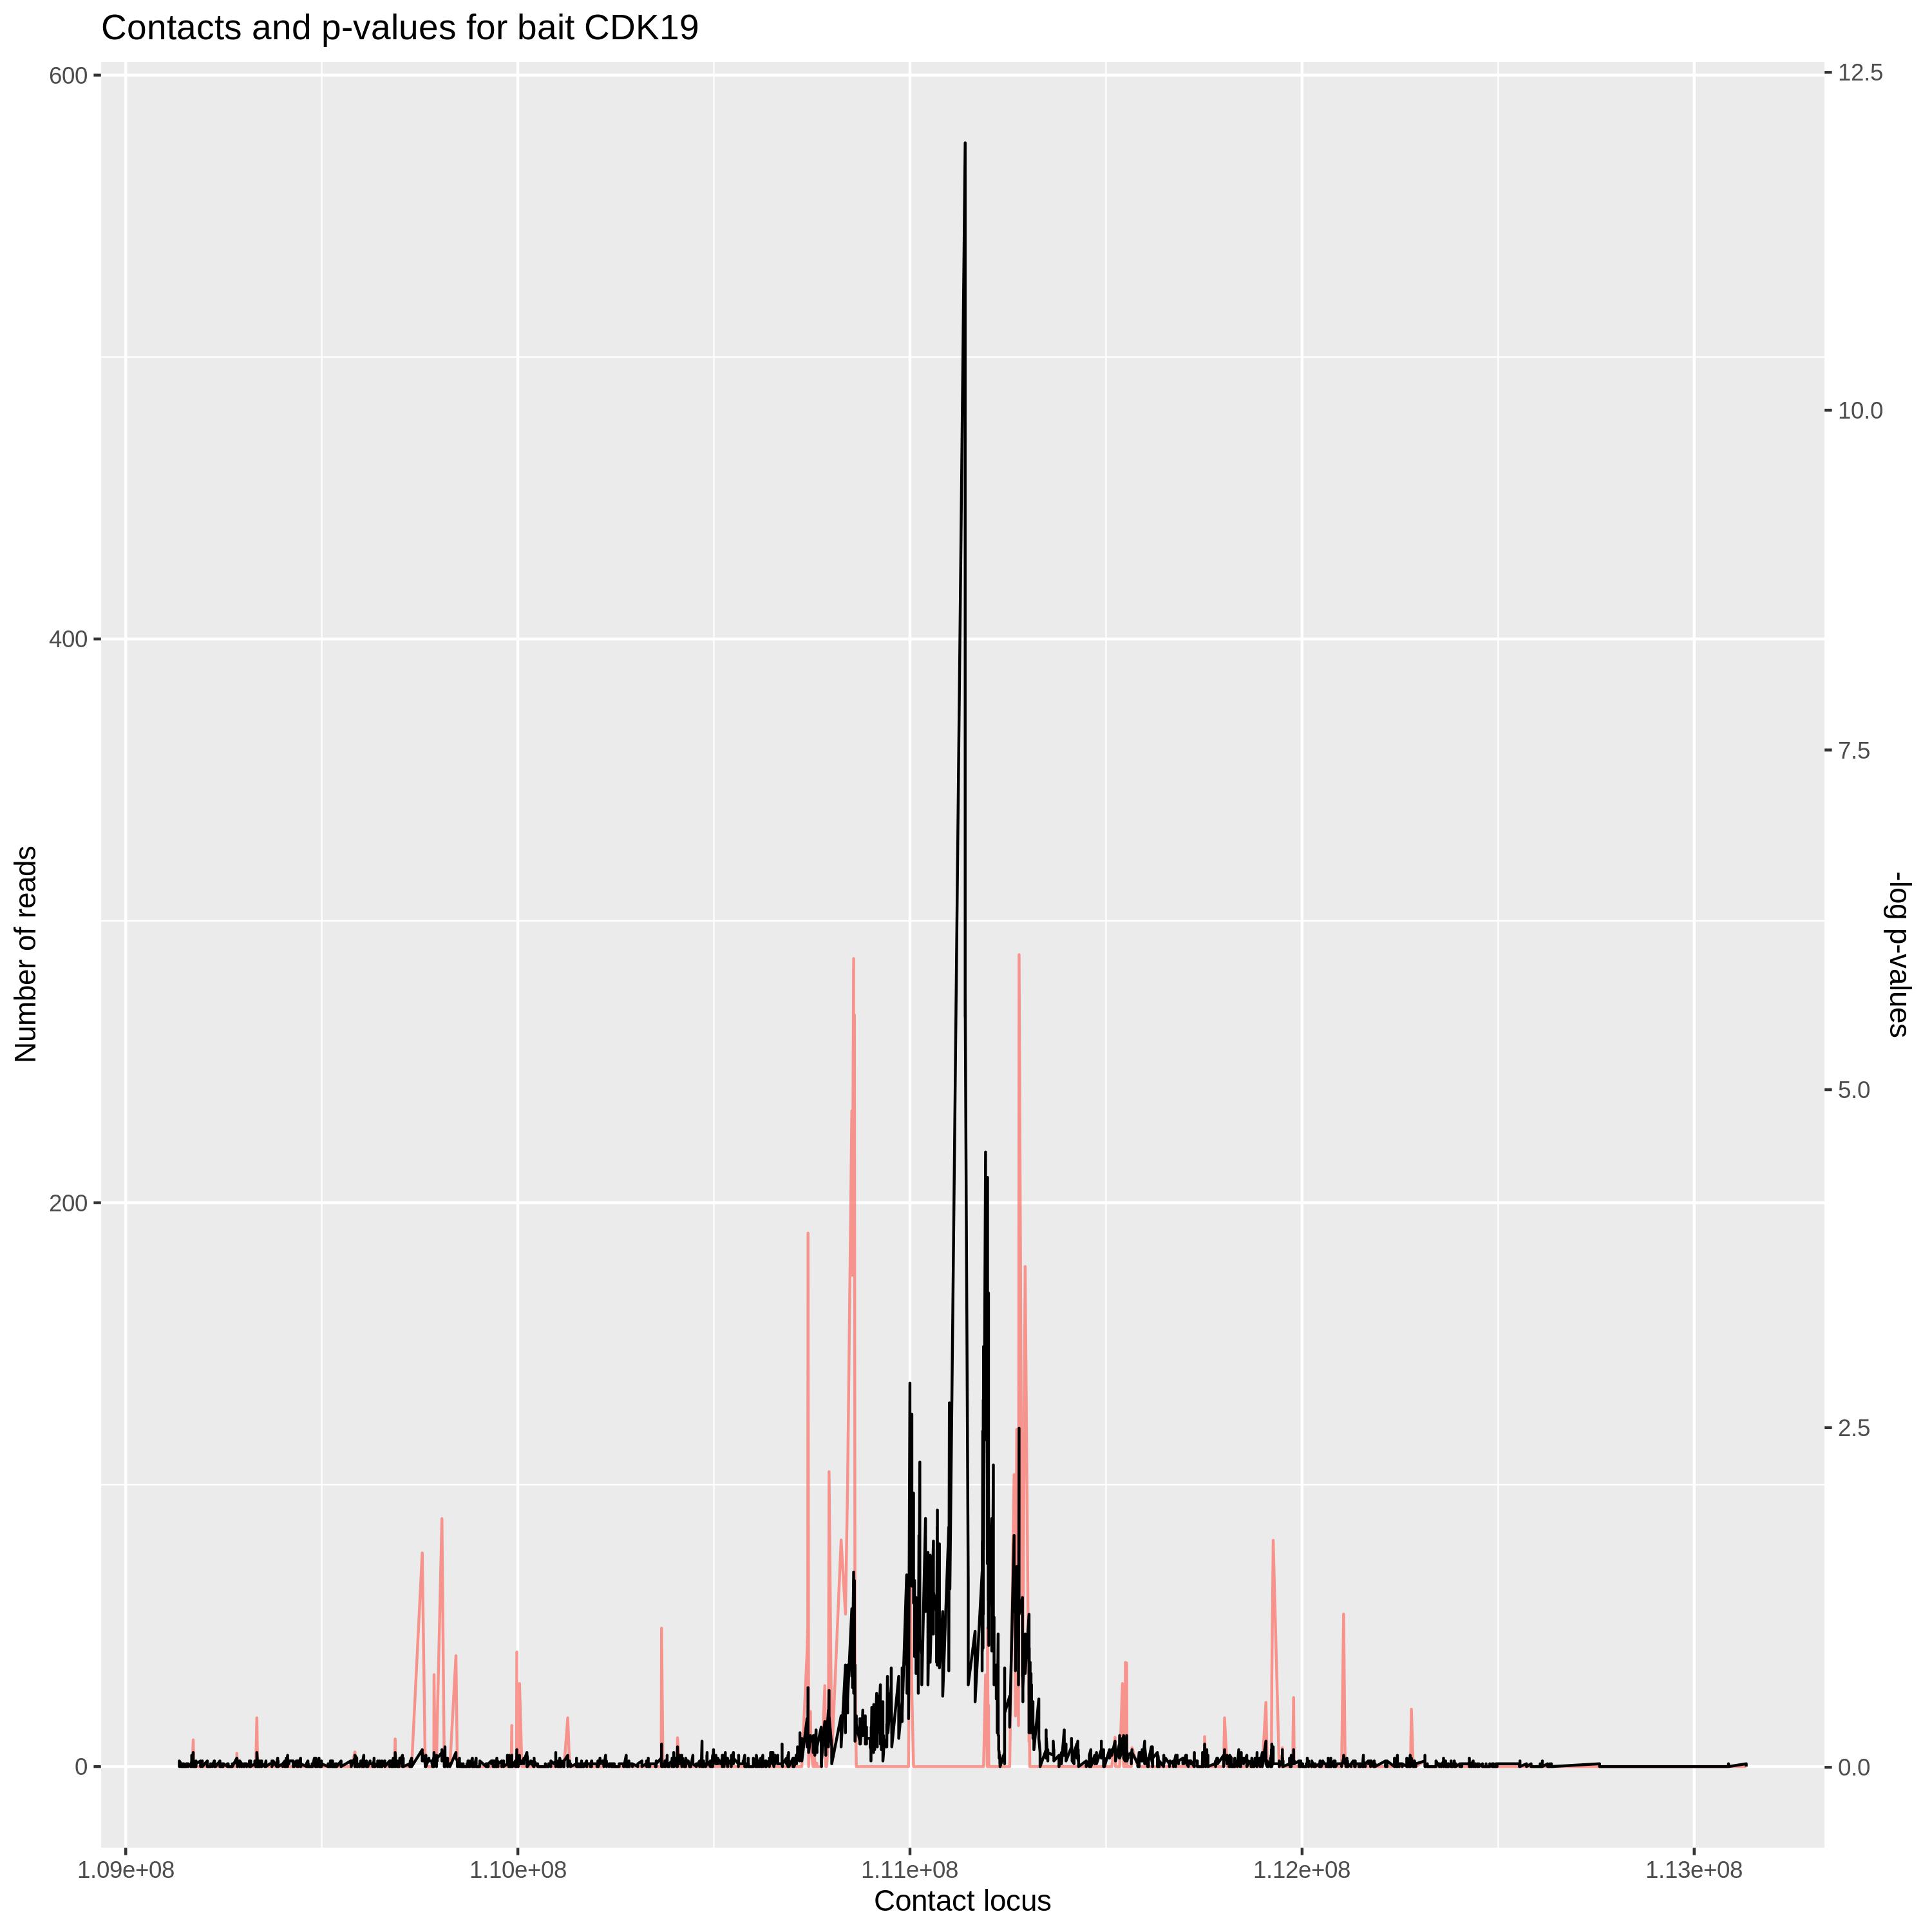 Contacts and p-values for bait CDK19
600
400
200
0
12.5
10.0
7.5
5.0
2.5
0.0
Number of reads
-log p-values
1.09e+08
1.10e+08
1.11e+08
1.12e+08
1.13e+08
Contact locus